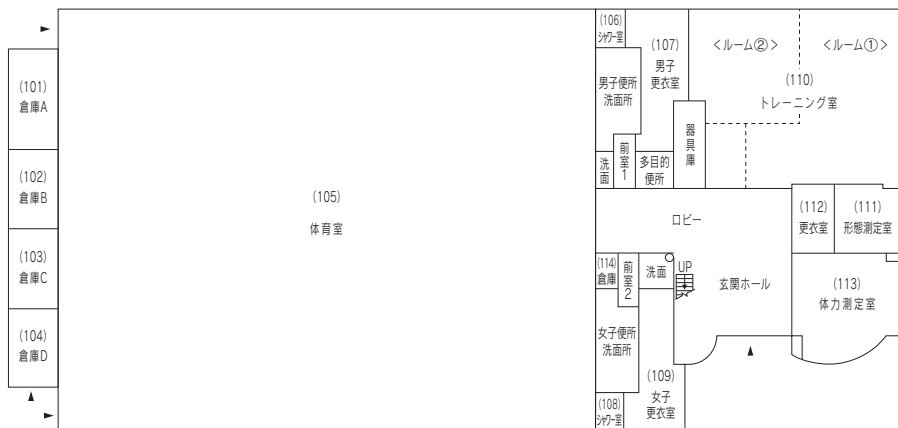 (106)
シャワー室
(107)
男子
更衣室
<ルーム②>
<ルーム①>
(110)
トレーニング室
(101)
倉庫A
男子便所
洗面所
器具庫
洗面
前室1
多目的
便所
(102)
倉庫B
(105)
体育室
ロビー
(112)
更衣室
(111)
形態測定室
(103)
倉庫C
(114)
倉庫
前室2
洗面
UP
玄関ホール
(113)
体力測定室
(104)
倉庫D
女子便所
洗面所
(109)
女子
更衣室
(108)
シャワー室